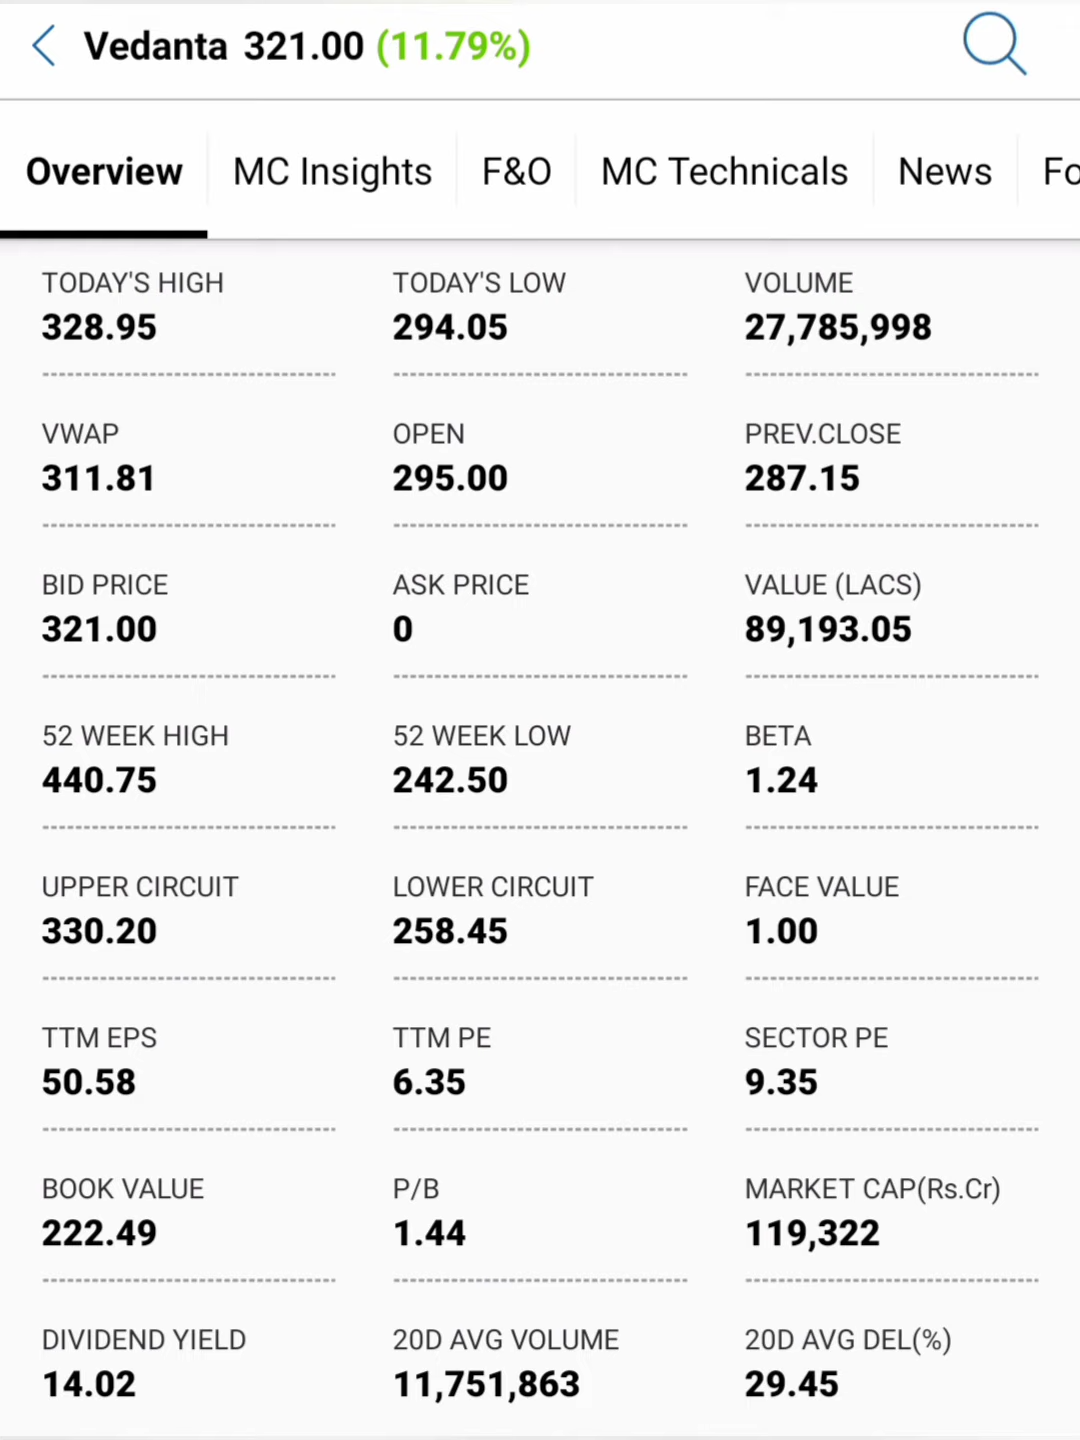 Vedanta 321.00 (11.79%)
Overview MC Insights F&O MC Technicals News Fo
TODAY'S HIGH TODAY'S LOW VOLUME
328.95 294.05 27,785,998
VWAP OPEN PREV.CLOSE
311.81 295.00 287.15
BID PRICE ASK PRICE VALUE (LACS)
321.00 0 89,193.05
52 WEEK HIGH 52 WEEK LOW BETA
440.75 242.50 1.24
UPPER CIRCUIT LOWER CIRCUIT FACE VALUE
330.20 258.45 1.00
TTM EPS TTM PE SECTOR PE
50.58 6.35 9.35
BOOK VALUE P/B MARKET CAP(Rs.Cr)
222.49 1.44 119,322
DIVIDEND YIELD 20D AVG VOLUME 20D AVG DEL(%)
14.02 11,751,863 29.45